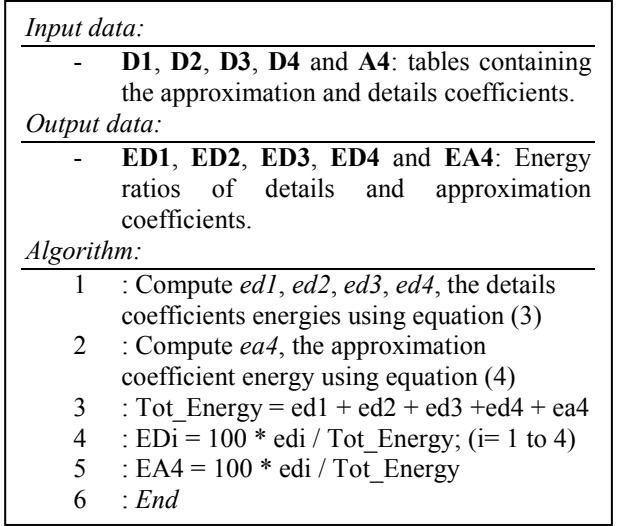 Input data:
- D1, D2, D3, D4 and A4: tables containing
the approximation and details coefficients.
Output data:
- ED1, ED2, ED3, ED4 and EA4: Energy
ratios of details and approximation
coefficients.
Algorithm:
1 : Compute ed1, ed2, ed3, ed4, the details
coefficients energies using equation (3)
2 : Compute ea4, the approximation
coefficient energy using equation (4)
3 : Tot_Energy = ed1 + ed2 + ed3 +ed4 + ea4
4 : EDi = 100 * edi / Tot_Energy; (i= 1 to 4)
5 : EA4 = 100 * edi / Tot_Energy
6 : End